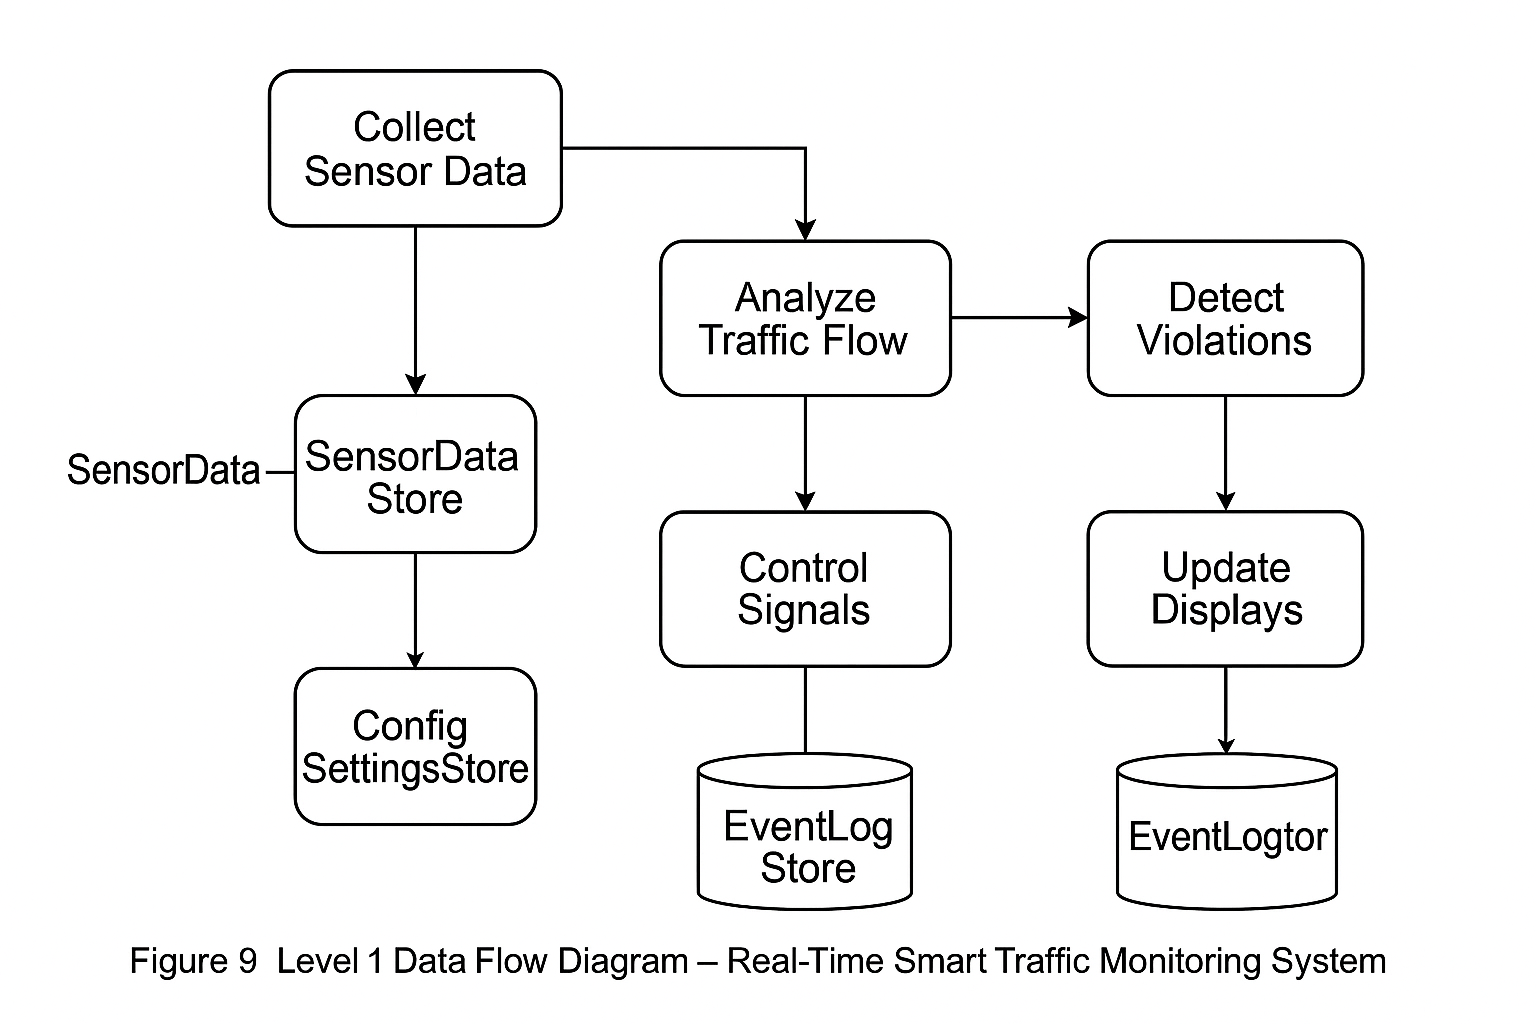 Collect
Sensor Data
Analyze
Traffic Flow
Detect
Violations
SensorData
SensorData
Store
Control
Signals
Update
Displays
Config
SettingsStore
EventLog
Store
EventLogtor
Figure 9 Level 1 Data Flow Diagram – Real-Time Smart Traffic Monitoring System